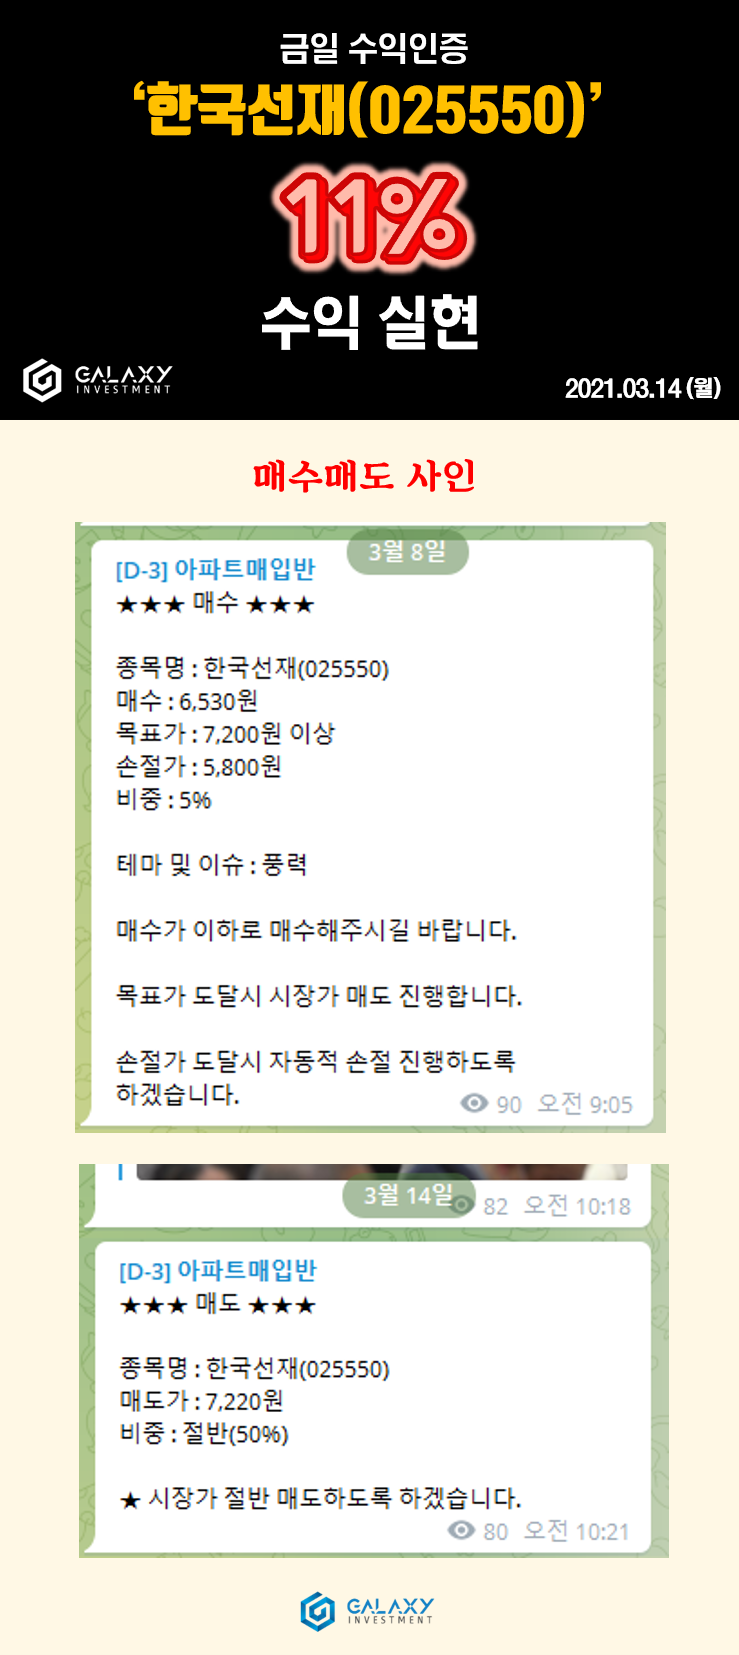 금일 수익인증
‘한국선재(025550)’
11%
수익 실현
GALAXY
INVESTMENT
2021.03.14 (월)
매수매도 사인
3월 8일
[D-3] 아파트매입반
★★★ 매수 ★★★
종목명 : 한국선재(025550)
매수 : 6,530원
목표가 : 7,200원 이상
손절가 : 5,800원
비중 : 5%
테마 및 이슈 : 풍력
매수가 이하로 매수해주시길 바랍니다.
목표가 도달시 시장가 매도 진행합니다.
손절가 도달시 자동적 손절 진행하도록
하겠습니다.
90 오전 9:05
3월 14일
82 오전 10:18
[D-3] 아파트매입반
★★★ 매도 ★★★
종목명 : 한국선재(025550)
매도가 : 7,220원
비중 : 절반(50%)
★ 시장가 절반 매도하도록 하겠습니다.
80 오전 10:21
GALAXY
INVESTMENT